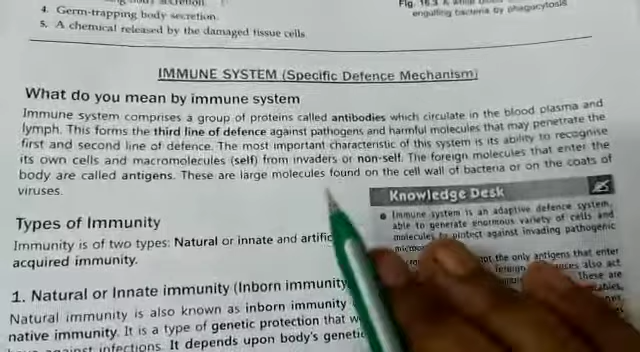 4. Germ-trapping body secretion.
5. A chemical released by the damaged tissue cells.
engulfing bacteria by phagocytosis
IMMUNE SYSTEM (Specific Defence Mechanism)
What do you mean by immune system
Immune system comprises a group of proteins called antibodies which circulate in the blood plasma and
lymph. This forms the third line of defence against pathogens and harmful molecules that may penetrate the
first and second line of defence. The most important characteristic of this system is its ability to recognise
its own cells and macromolecules (self) from invaders or non-self. The foreign molecules that enter the
body are called antigens. These are large molecules found on the cell wall of bacteria or on the coats of
viruses.
Types of Immunity
Immunity is of two types: Natural or innate and
acquired immunity.
1. Natural or Innate immunity (Inborn immunity
Natural immunity is also known as inborn immunity
native immunity. It is a type of genetic protection that
against infections. It depends upon body's
Knowledge Desk
Immune system is an adaptive defence system,
able to generate enormous variety of cells and
molecules to protect against invading pathogenic
the only antigens that enter
also act
These are